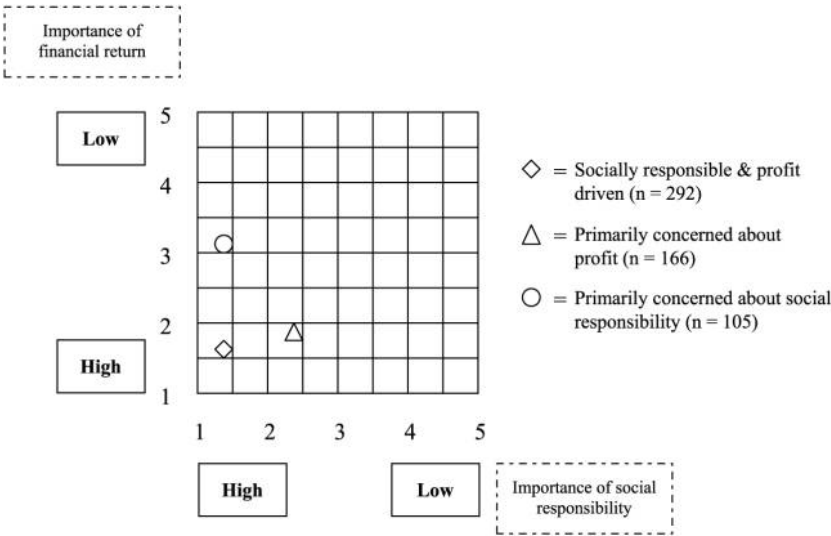 Importance of
financial return
5
Low
4
3
2
High
1
1 2 3 4 5
High
Low
Importance of social
responsibility
= Socially responsible & profit
driven (n = 292)
= Primarily concerned about
profit (n = 166)
= Primarily concerned about social
responsibility (n = 105)